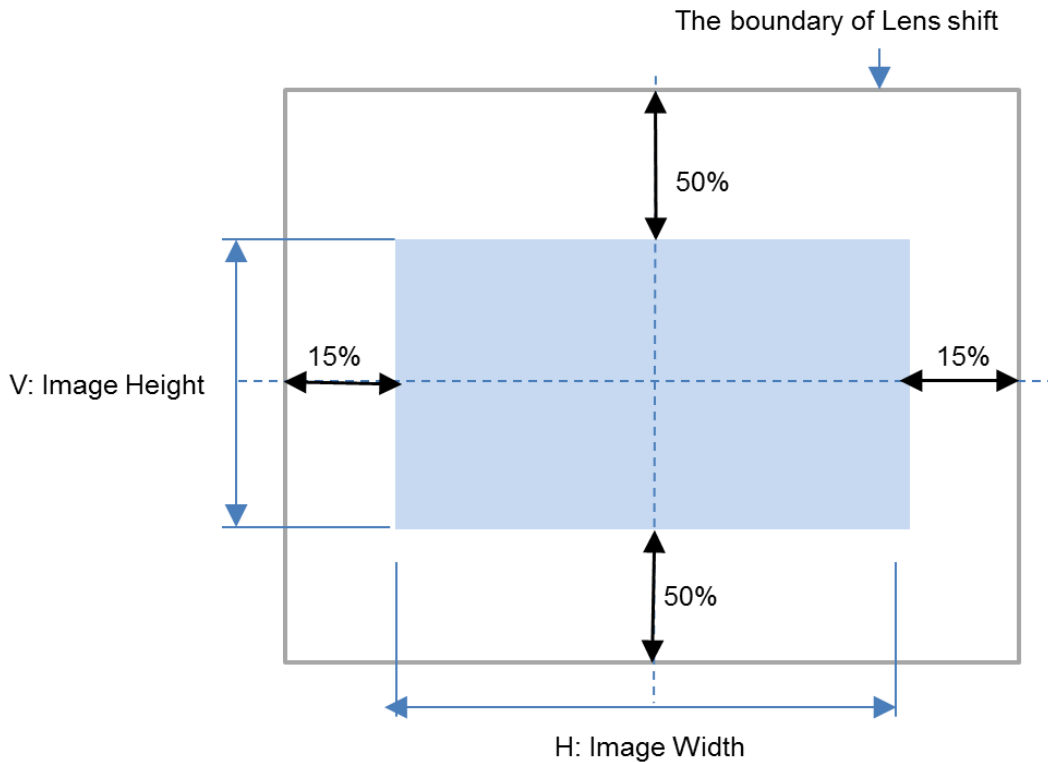 The boundary of Lens shift
50%
15%
15%
V: Image Height
50%
H: Image Width